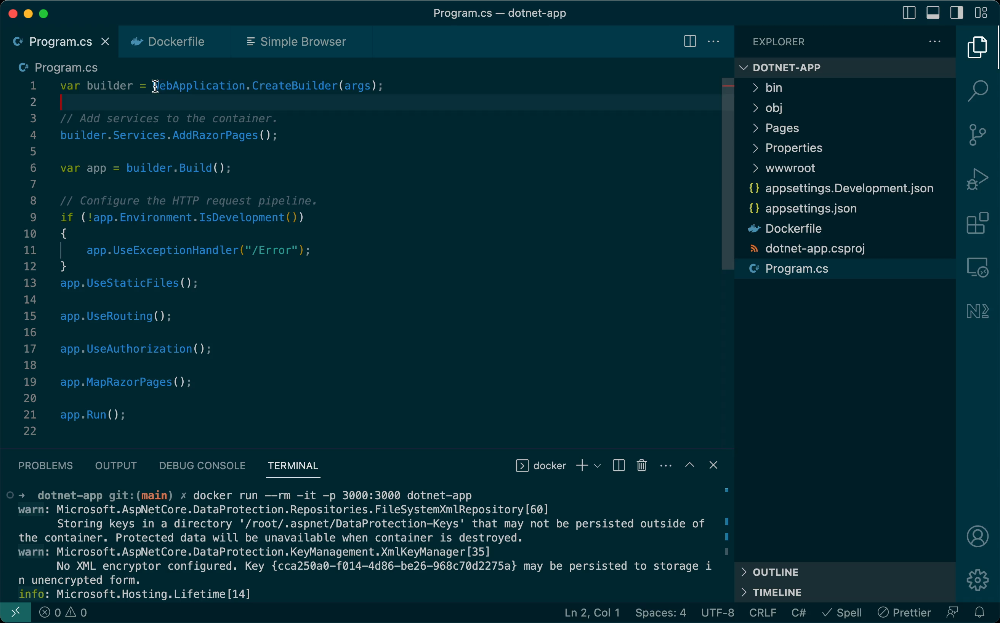 Program.cs — dotnet-app
C# Program.cs
Dockerfile
Simple Browser
C# Program.cs
1 var builder = WebApplication.CreateBuilder(args);
2
3 // Add services to the container.
4 builder.Services.AddRazorPages();
5
6 var app = builder.Build();
7
8 // Configure the HTTP request pipeline.
9 if (!app.Environment.IsDevelopment())
10 {
11 app.UseExceptionHandler("/Error");
12 }
13 app.UseStaticFiles();
14
15 app.UseRouting();
16
17 app.UseAuthorization();
18
19 app.MapRazorPages();
20
21 app.Run();
22
PROBLEMS OUTPUT DEBUG CONSOLE TERMINAL
docker
→ dotnet-app git:(main) ✗ docker run --rm -it -p 3000:3000 dotnet-app
warn: Microsoft.AspNetCore.DataProtection.Repositories.FileSystemXmlRepository[60]
Storing keys in a directory '/root/.aspnet/DataProtection-Keys' that may not be persisted outside of
the container. Protected data will be unavailable when container is destroyed.
warn: Microsoft.AspNetCore.DataProtection.KeyManagement.XmlKeyManager[35]
No XML encryptor configured. Key {cca250a0-f014-4d86-be26-968c70d2275a} may be persisted to storage i
n unencrypted form.
info: Microsoft.Hosting.Lifetime[14]
EXPLORER
DOTNET-APP
bin
obj
Pages
Properties
wwwroot
{} appsettings.Development.json
{} appsettings.json
Dockerfile
dotnet-app.csproj
C# Program.cs
OUTLINE
TIMELINE
0 0
Ln 2, Col 1 Spaces: 4 UTF-8 CRLF C# Spell Prettier